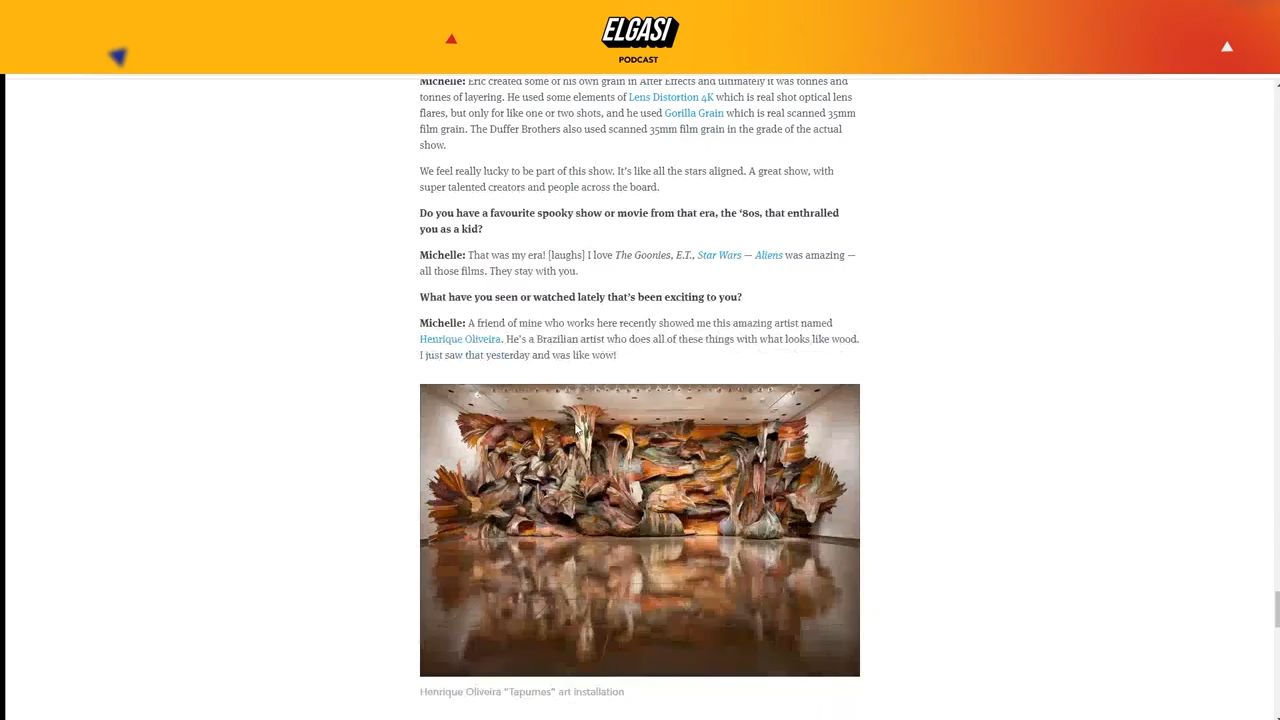 ELGASI
PODCAST
Michelle: Eric created some of his own grain in After Effects and ultimately it was tonnes and
tonnes of layering. He used some elements of Lens Distortion 4K which is real shot optical lens
flares, but only for like one or two shots, and he used Gorilla Grain which is real scanned 35mm
film grain. The Duffer Brothers also used scanned 35mm film grain in the grade of the actual
show.
We feel really lucky to be part of this show. It's like all the stars aligned. A great show, with
super talented creators and people across the board.
Do you have a favourite spooky show or movie from that era, the ‘80s, that enthralled
you as a kid?
Michelle: That was my era! [laughs] I love The Goonies, E.T., Star Wars — Aliens was amazing —
all those films. They stay with you.
What have you seen or watched lately that's been exciting to you?
Michelle: A friend of mine who works here recently showed me this amazing artist named
Henrique Oliveira. He's a Brazilian artist who does all of these things with what looks like wood.
I just saw that yesterday and was like wow!
Henrique Oliveira "Tapumes" art installation